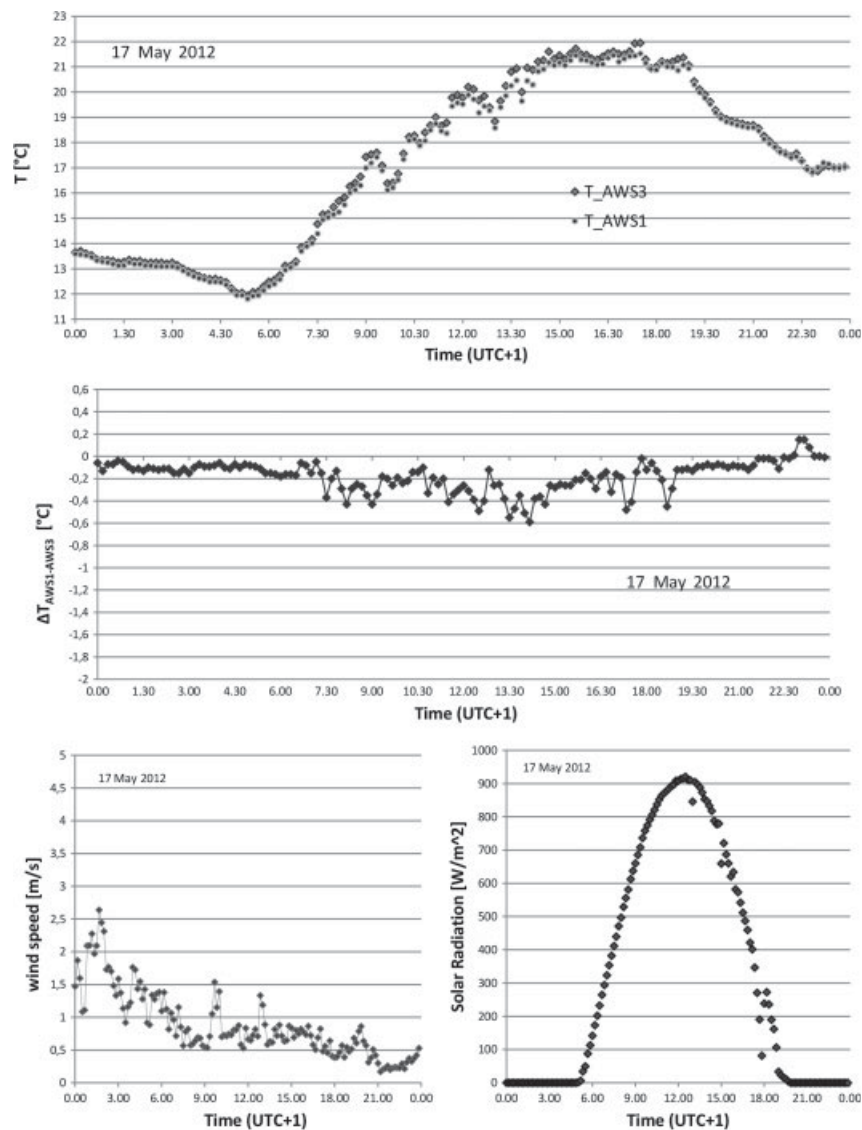 17 May 2012
T [°C]
23
22
21
20
19
18
17
16
15
14
13
12
11
T_AWS3
T_AWS1
0.00 1.30 3.00 4.30 6.00 7.30 9.00 10.30 12.00 13.30 15.00 16.30 18.00 19.30 21.00 22.30 0.00
Time (UTC+1)
ΔT AWS1-AWS3 [°C]
0,6
0,4
0,2
0
-0,2
-0,4
-0,6
-0,8
-1
-1,2
-1,4
-1,6
-1,8
-2
17 May 2012
0.00 1.30 3.00 4.30 6.00 7.30 9.00 10.30 12.00 13.30 15.00 16.30 18.00 19.30 21.00 22.30 0.00
Time (UTC+1)
17 May 2012
wind speed [m/s]
5
4,5
4
3,5
3
2,5
2
1,5
1
0,5
0
0.00 3.00 6.00 9.00 12.00 15.00 18.00 21.00 0.00
Time (UTC+1)
17 May 2012
Solar Radiation [W/m^2]
1000
900
800
700
600
500
400
300
200
100
0
0.00 3.00 6.00 9.00 12.00 15.00 18.00 21.00 0.00
Time (UTC+1)